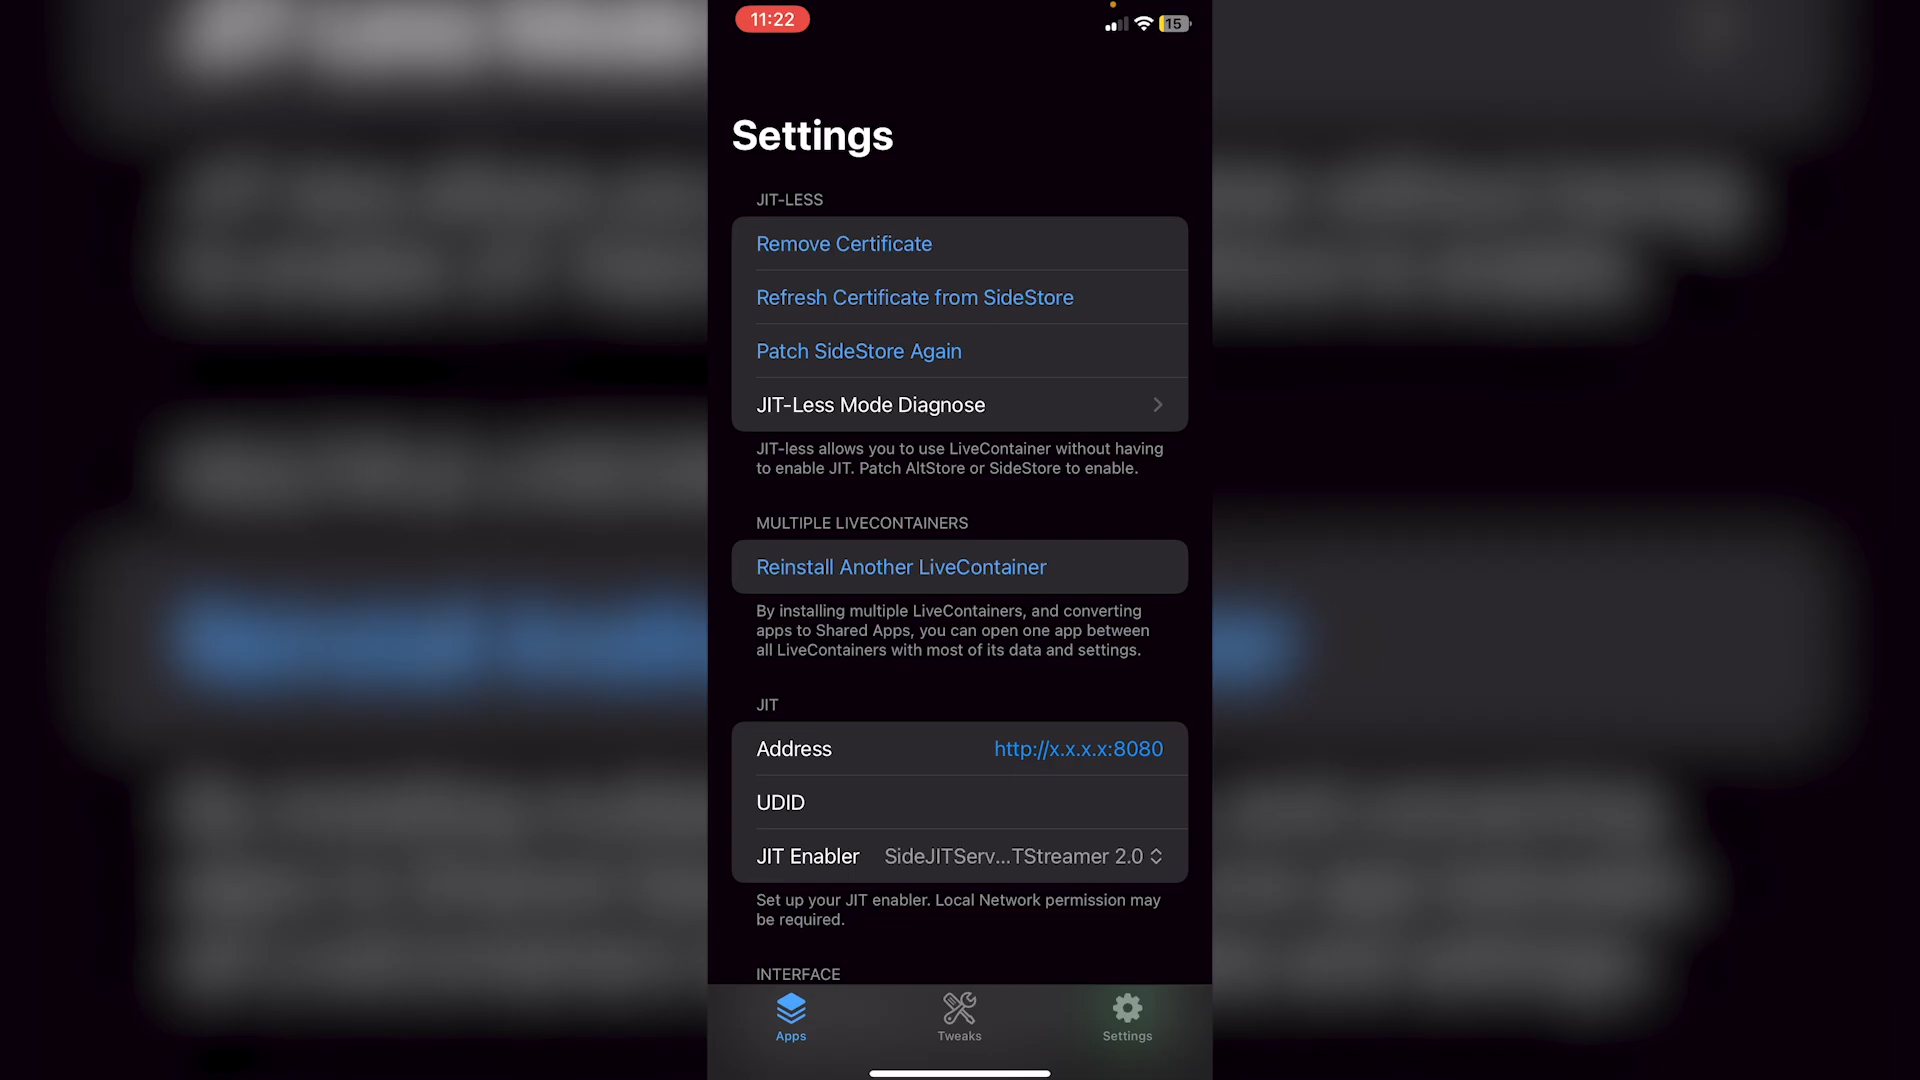 11:22
15
Settings
JIT-LESS
Remove Certificate
Refresh Certificate from SideStore
Patch SideStore Again
JIT-Less Mode Diagnose
JIT-less allows you to use LiveContainer without having
to enable JIT. Patch AltStore or SideStore to enable.
MULTIPLE LIVECONTAINERS
Reinstall Another LiveContainer
By installing multiple LiveContainers, and converting
apps to Shared Apps, you can open one app between
all LiveContainers with most of its data and settings.
JIT
Address http://x.x.x.x:8080
UDID
JIT Enabler SideJITServ...TStreamer 2.0
Set up your JIT enabler. Local Network permission may
be required.
INTERFACE
Apps Tweaks Settings